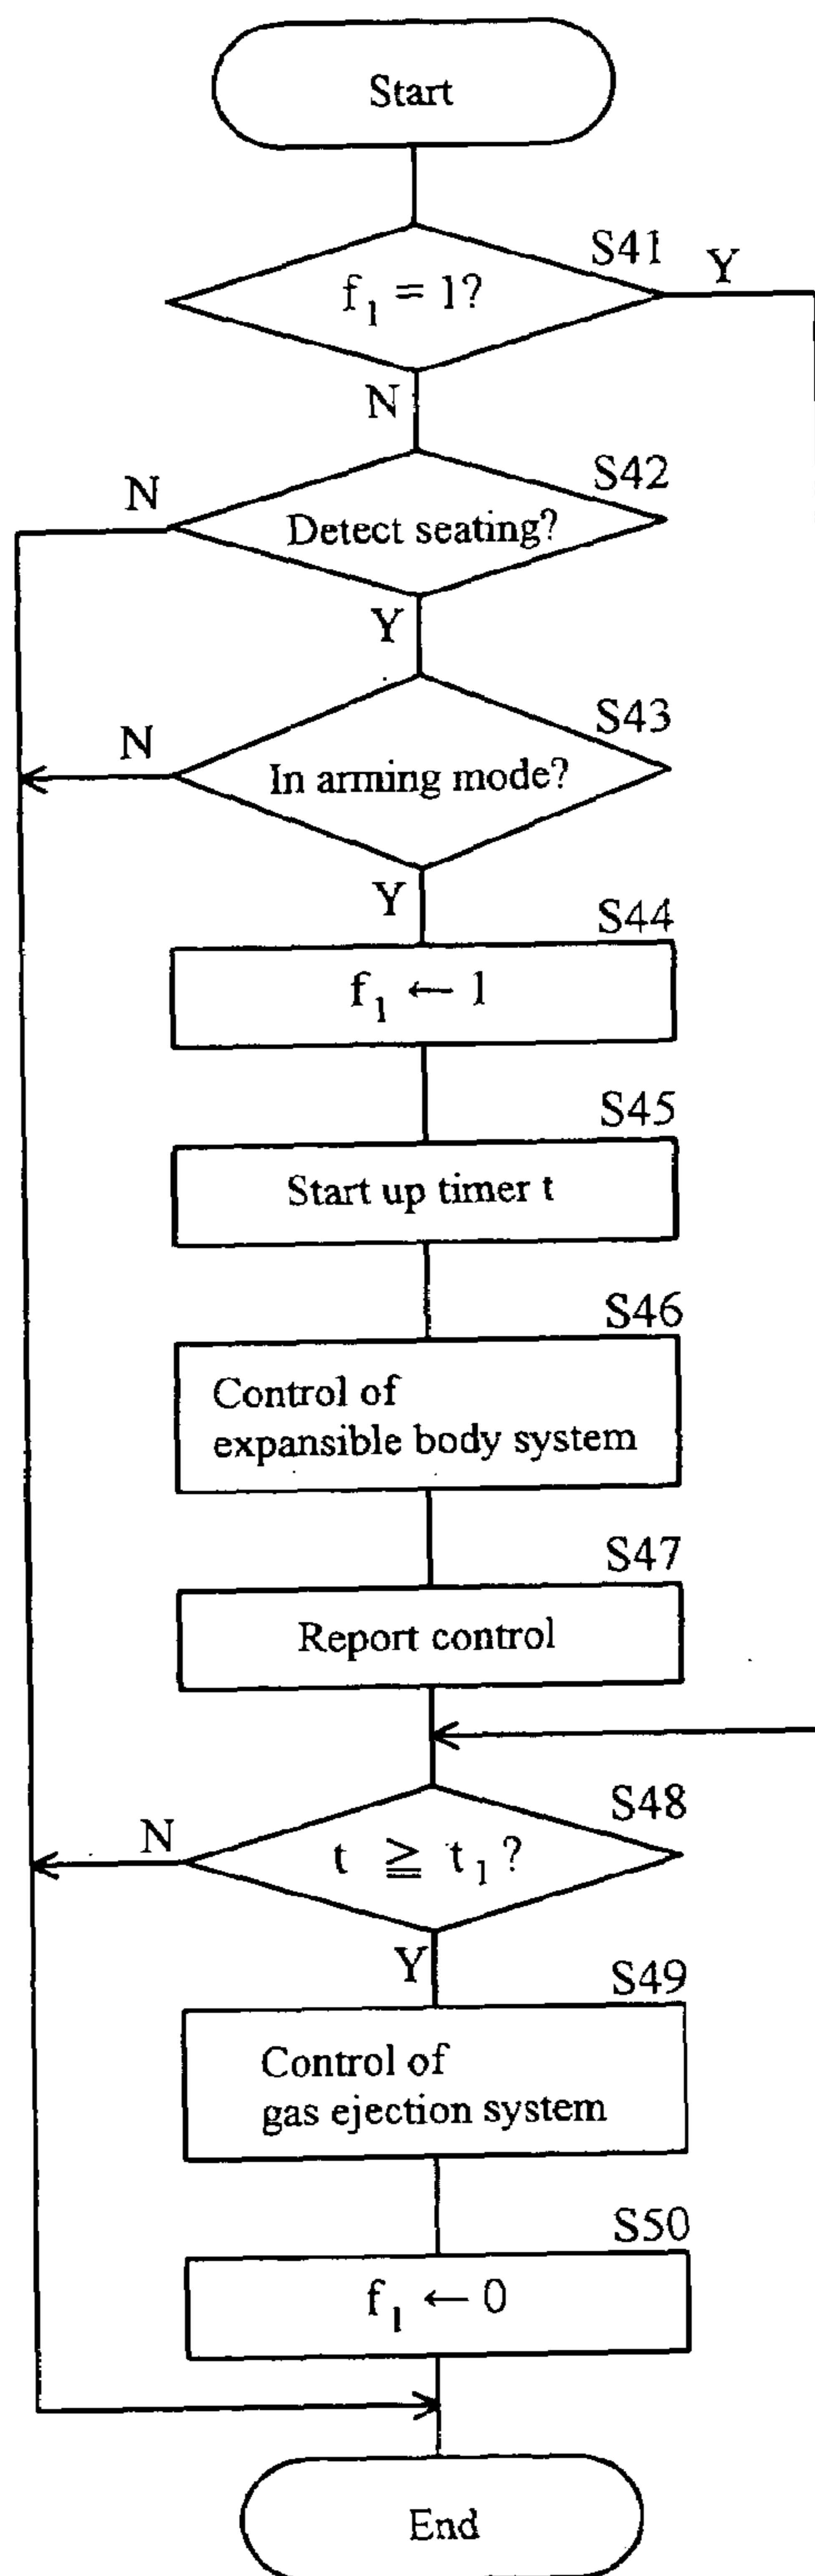 Start
S41
Y
f₁ = 1?
N
S42
N
Detect seating?
Y
S43
N
In arming mode?
Y
S44
f₁ ← 1
S45
Start up timer t
S46
Control of
expansible body system
S47
Report control
S48
N
t ≧ t₁ ?
Y
S49
Control of
gas ejection system
S50
f₁ ← 0
End